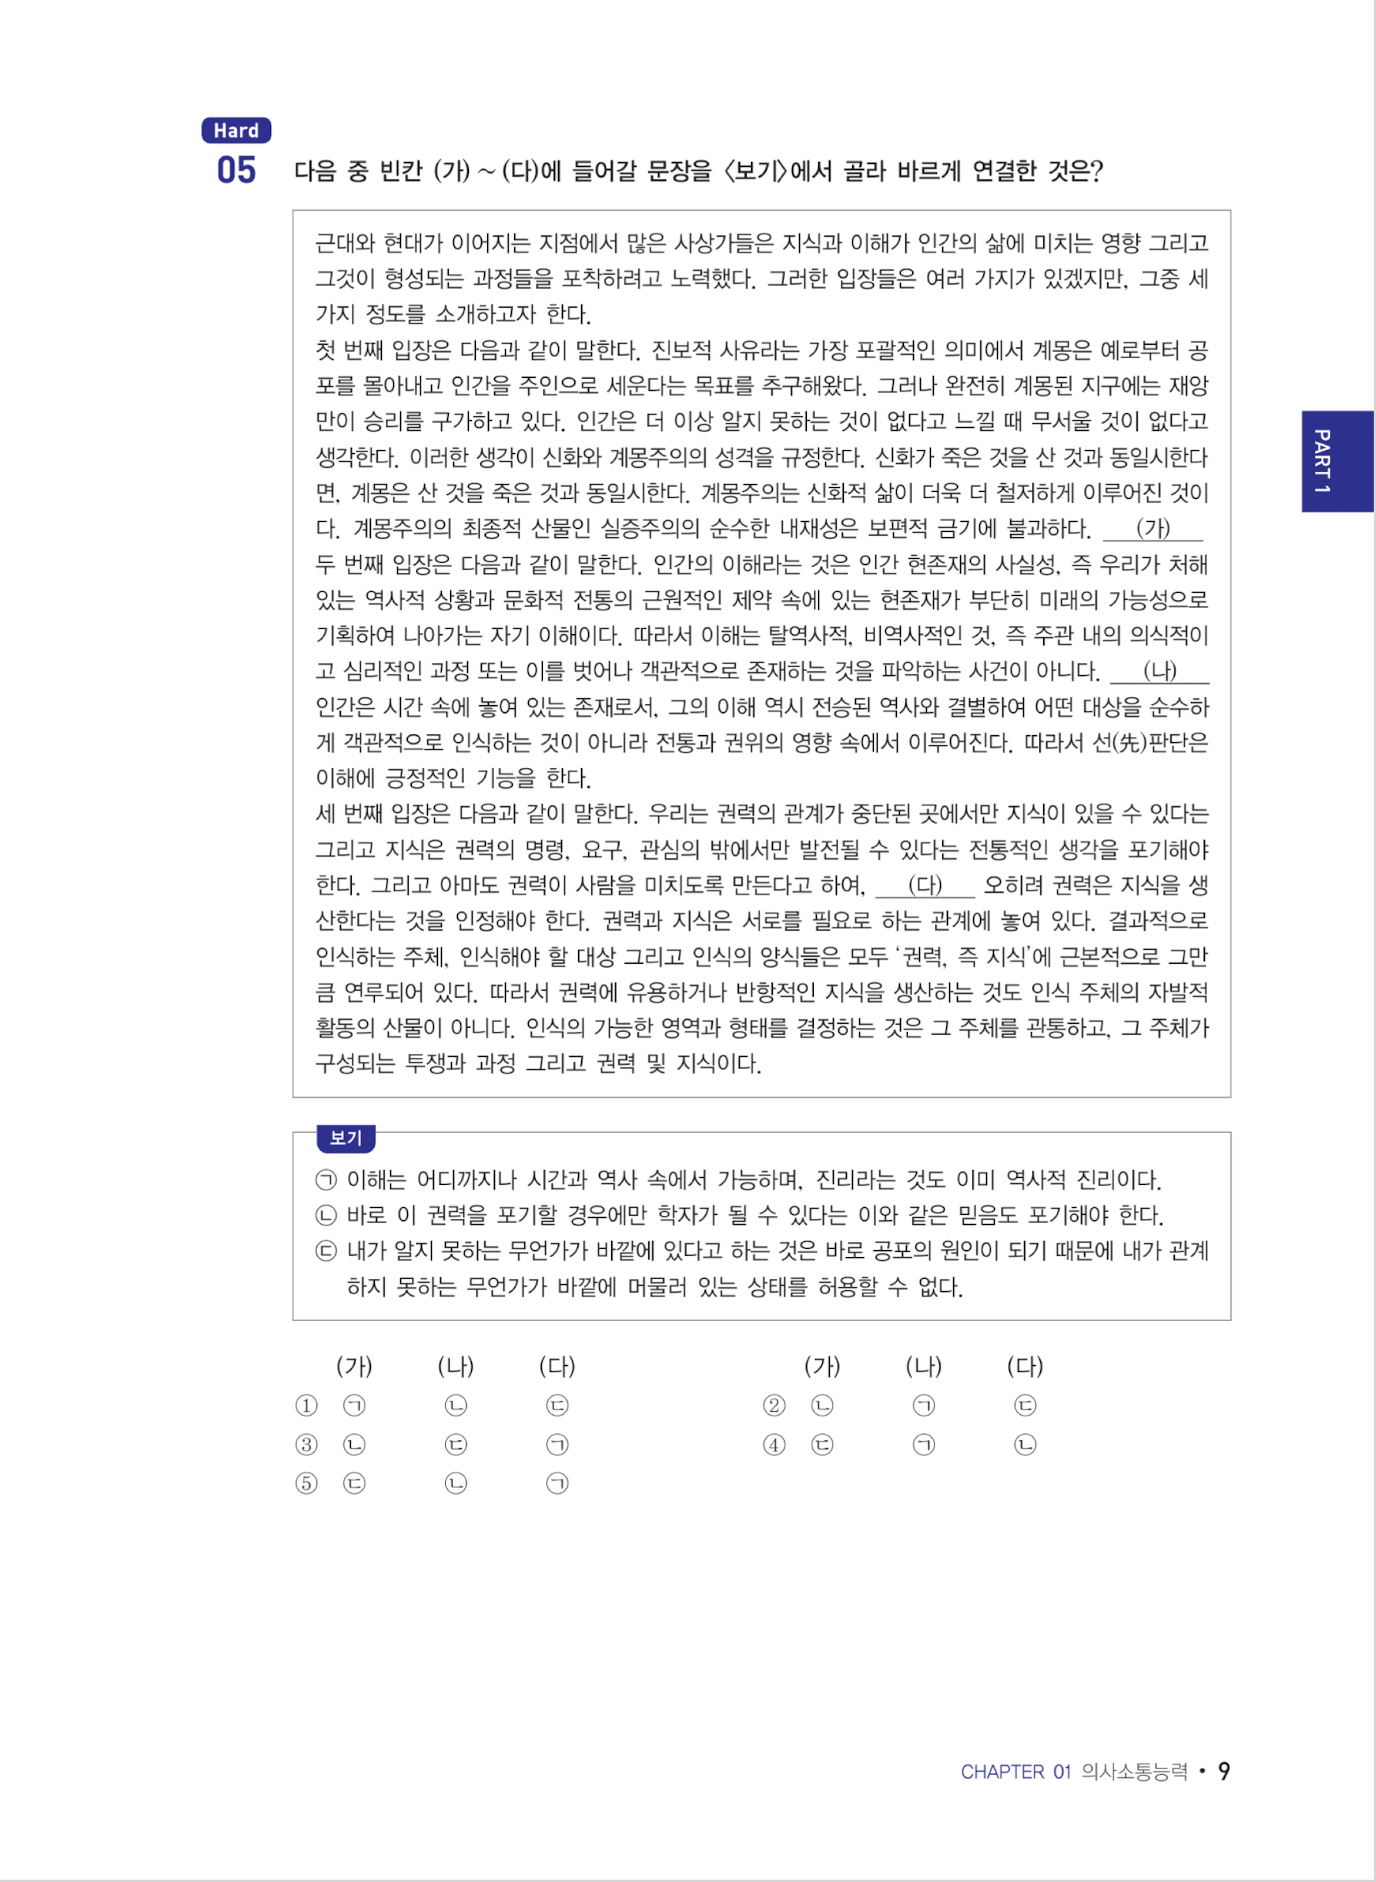 Hard
05 다음 중 빈칸 (가) ~ (다)에 들어갈 문장을 〈보기〉에서 골라 바르게 연결한 것은?
근대와 현대가 이어지는 지점에서 많은 사상가들은 지식과 이해가 인간의 삶에 미치는 영향 그리고
그것이 형성되는 과정들을 포착하려고 노력했다. 그러한 입장들은 여러 가지가 있겠지만, 그중 세
가지 정도를 소개하고자 한다.
첫 번째 입장은 다음과 같이 말한다. 진보적 사유라는 가장 포괄적인 의미에서 계몽은 예로부터 공
포를 몰아내고 인간을 주인으로 세운다는 목표를 추구해왔다. 그러나 완전히 계몽된 지구에는 재앙
만이 승리를 구가하고 있다. 인간은 더 이상 알지 못하는 것이 없다고 느낄 때 무서울 것이 없다고
생각한다. 이러한 생각이 신화와 계몽주의의 성격을 규정한다. 신화가 죽은 것을 산 것과 동일시한다
면, 계몽은 산 것을 죽은 것과 동일시한다. 계몽주의는 신화적 삶이 더욱 더 철저하게 이루어진 것이
다. 계몽주의의 최종적 산물인 실증주의의 순수한 내재성은 보편적 금기에 불과하다. (가)
두 번째 입장은 다음과 같이 말한다. 인간의 이해라는 것은 인간 현존재의 사실성, 즉 우리가 처해
있는 역사적 상황과 문화적 전통의 근원적인 제약 속에 있는 현존재가 부단히 미래의 가능성으로
기획하여 나아가는 자기 이해이다. 따라서 이해는 탈역사적, 비역사적인 것, 즉 주관 내의 의식적이
고 심리적인 과정 또는 이를 벗어나 객관적으로 존재하는 것을 파악하는 사건이 아니다. (나)
인간은 시간 속에 놓여 있는 존재로서, 그의 이해 역시 전승된 역사와 결별하여 어떤 대상을 순수하
게 객관적으로 인식하는 것이 아니라 전통과 권위의 영향 속에서 이루어진다. 따라서 선(先)판단은
이해에 긍정적인 기능을 한다.
세 번째 입장은 다음과 같이 말한다. 우리는 권력의 관계가 중단된 곳에서만 지식이 있을 수 있다는
그리고 지식은 권력의 명령, 요구, 관심의 밖에서만 발전될 수 있다는 전통적인 생각을 포기해야
한다. 그리고 아마도 권력이 사람을 미치도록 만든다고 하여, (다) 오히려 권력은 지식을 생
산한다는 것을 인정해야 한다. 권력과 지식은 서로를 필요로 하는 관계에 놓여 있다. 결과적으로
인식하는 주체, 인식해야 할 대상 그리고 인식의 양식들은 모두 ‘권력, 즉 지식’에 근본적으로 그만
큼 연루되어 있다. 따라서 권력에 유용하거나 반항적인 지식을 생산하는 것도 인식 주체의 자발적
활동의 산물이 아니다. 인식의 가능한 영역과 형태를 결정하는 것은 그 주체를 관통하고, 그 주체가
구성되는 투쟁과 과정 그리고 권력 및 지식이다.
보기
㉠ 이해는 어디까지나 시간과 역사 속에서 가능하며, 진리라는 것도 이미 역사적 진리이다.
㉡ 바로 이 권력을 포기할 경우에만 학자가 될 수 있다는 이와 같은 믿음도 포기해야 한다.
㉢ 내가 알지 못하는 무언가가 바깥에 있다고 하는 것은 바로 공포의 원인이 되기 때문에 내가 관계
하지 못하는 무언가가 바깥에 머물러 있는 상태를 허용할 수 없다.
(가) (나) (다) (가) (나) (다)
① ㉠ ㉡ ㉢ ② ㉡ ㉠ ㉢
③ ㉡ ㉢ ㉠ ④ ㉢ ㉠ ㉡
⑤ ㉢ ㉡ ㉠
PART 1
CHAPTER 01 의사소통능력 • 9